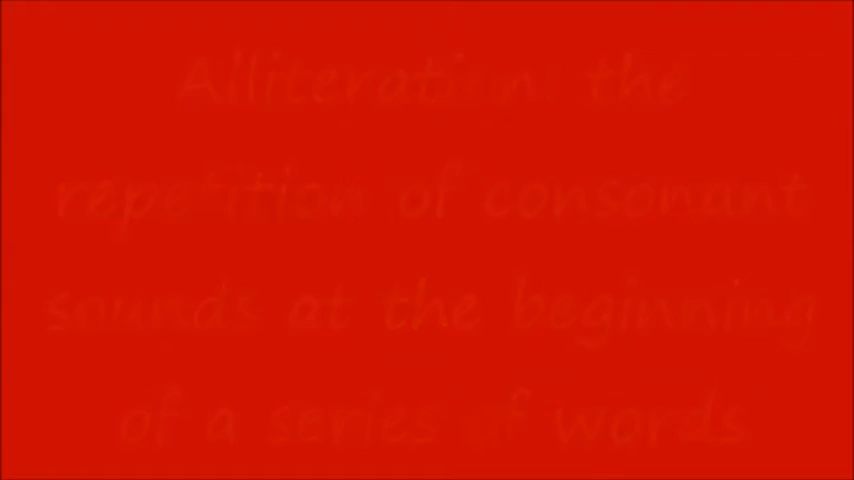 Alliteration: the
repetition of consonant
sounds at the beginning
of a series of words